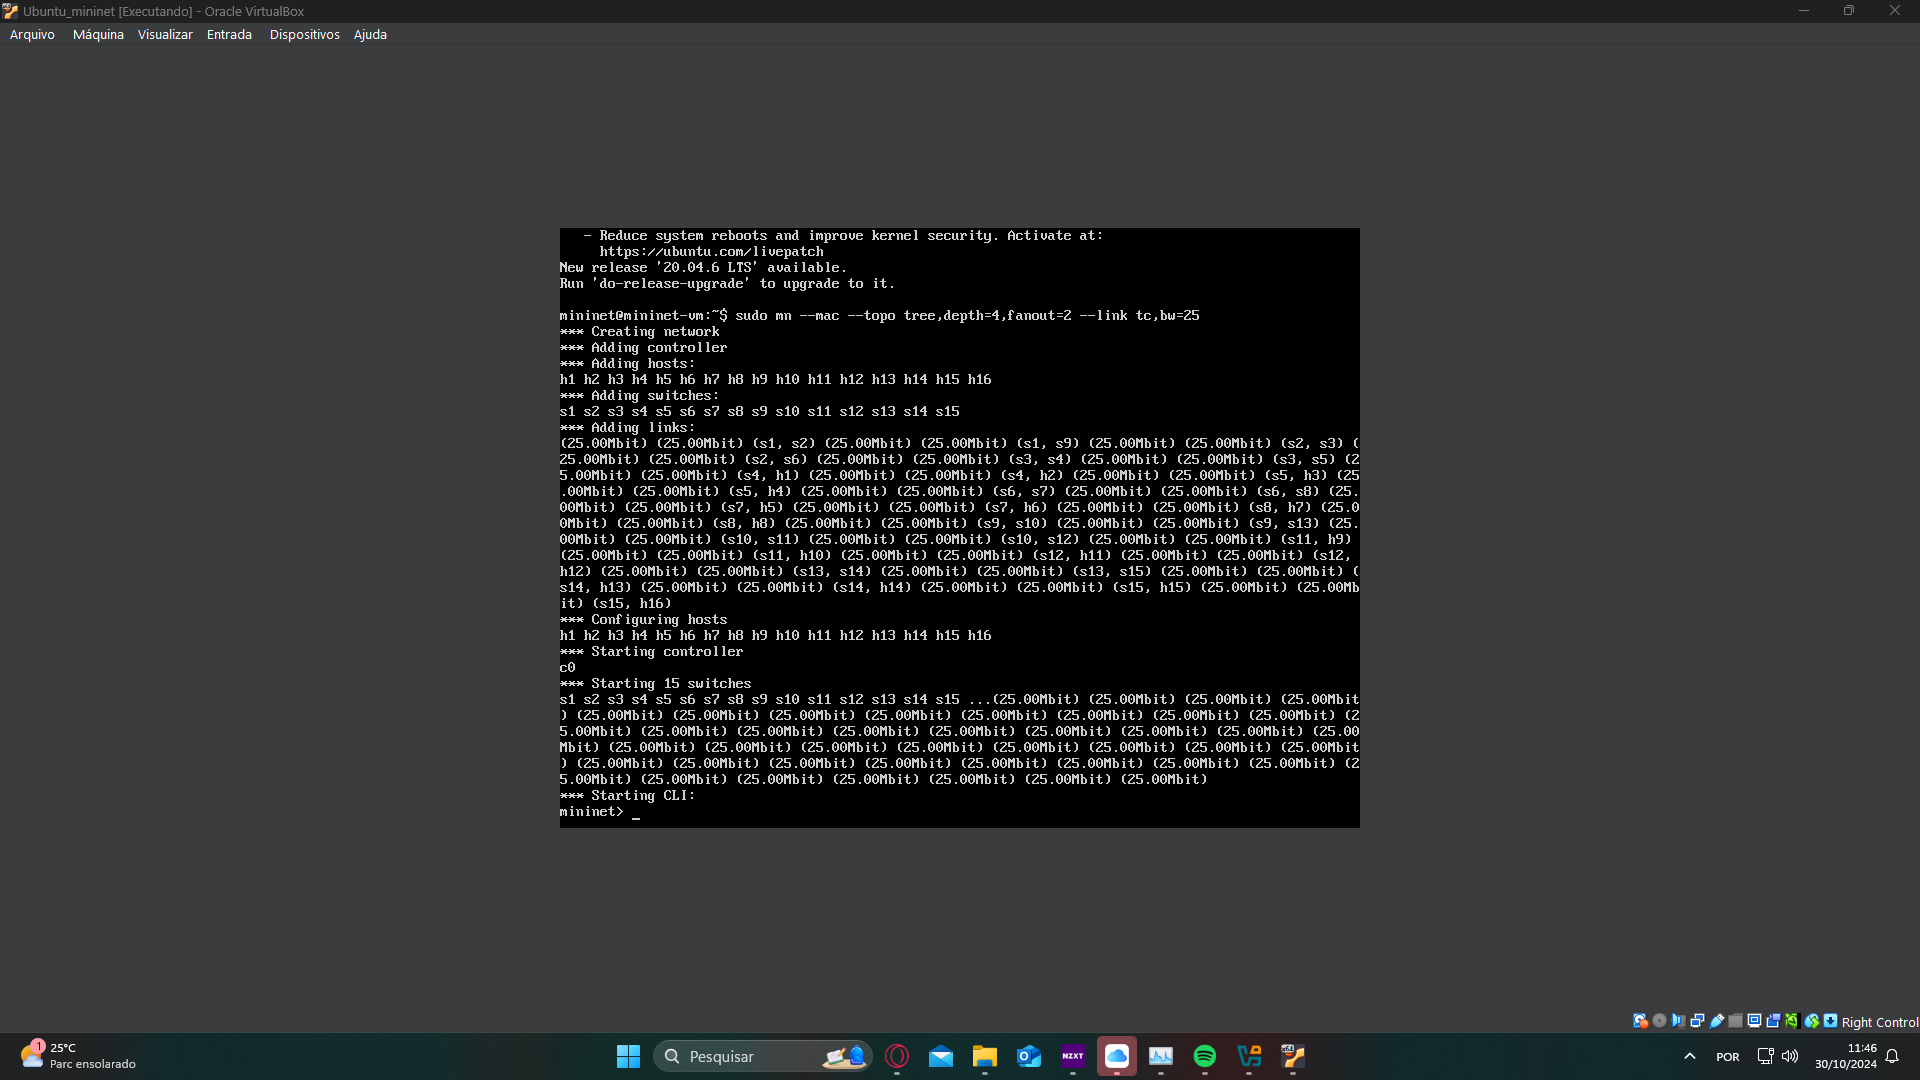 Ubuntu_mininet [Executando] - Oracle VirtualBox
Arquivo Máquina Visualizar Entrada Dispositivos Ajuda
- Reduce system reboots and improve kernel security. Activate at:
https://ubuntu.com/livepatch
New release '20.04.6 LTS' available.
Run 'do-release-upgrade' to upgrade to it.
mininet@mininet-vm:~$ sudo mn --mac --topo tree,depth=4,fanout=2 --link tc,bw=25
*** Creating network
*** Adding controller
*** Adding hosts:
h1 h2 h3 h4 h5 h6 h7 h8 h9 h10 h11 h12 h13 h14 h15 h16
*** Adding switches:
s1 s2 s3 s4 s5 s6 s7 s8 s9 s10 s11 s12 s13 s14 s15
*** Adding links:
(25.00Mbit) (25.00Mbit) (s1, s2) (25.00Mbit) (25.00Mbit) (s1, s9) (25.00Mbit) (25.00Mbit) (s2, s3) (
25.00Mbit) (25.00Mbit) (s2, s6) (25.00Mbit) (25.00Mbit) (s3, s4) (25.00Mbit) (25.00Mbit) (s3, s5) (2
5.00Mbit) (25.00Mbit) (s4, h1) (25.00Mbit) (25.00Mbit) (s4, h2) (25.00Mbit) (25.00Mbit) (s5, h3) (25
.00Mbit) (25.00Mbit) (s5, h4) (25.00Mbit) (25.00Mbit) (s6, s7) (25.00Mbit) (25.00Mbit) (s6, s8) (25.
00Mbit) (25.00Mbit) (s7, h5) (25.00Mbit) (25.00Mbit) (s7, h6) (25.00Mbit) (25.00Mbit) (s8, h7) (25.0
0Mbit) (25.00Mbit) (s8, h8) (25.00Mbit) (25.00Mbit) (s9, s10) (25.00Mbit) (25.00Mbit) (s9, s13) (25.
00Mbit) (25.00Mbit) (s10, s11) (25.00Mbit) (25.00Mbit) (s10, s12) (25.00Mbit) (25.00Mbit) (s11, h9)
(25.00Mbit) (25.00Mbit) (s11, h10) (25.00Mbit) (25.00Mbit) (s12, h11) (25.00Mbit) (25.00Mbit) (s12,
h12) (25.00Mbit) (25.00Mbit) (s13, s14) (25.00Mbit) (25.00Mbit) (s13, s15) (25.00Mbit) (25.00Mbit) (
s14, h13) (25.00Mbit) (25.00Mbit) (s14, h14) (25.00Mbit) (25.00Mbit) (s15, h15) (25.00Mbit) (25.00Mb
it) (s15, h16)
*** Configuring hosts
h1 h2 h3 h4 h5 h6 h7 h8 h9 h10 h11 h12 h13 h14 h15 h16
*** Starting controller
c0
*** Starting 15 switches
s1 s2 s3 s4 s5 s6 s7 s8 s9 s10 s11 s12 s13 s14 s15 ...(25.00Mbit) (25.00Mbit) (25.00Mbit) (25.00Mbit
) (25.00Mbit) (25.00Mbit) (25.00Mbit) (25.00Mbit) (25.00Mbit) (25.00Mbit) (25.00Mbit) (25.00Mbit) (2
5.00Mbit) (25.00Mbit) (25.00Mbit) (25.00Mbit) (25.00Mbit) (25.00Mbit) (25.00Mbit) (25.00Mbit) (25.00
Mbit) (25.00Mbit) (25.00Mbit) (25.00Mbit) (25.00Mbit) (25.00Mbit) (25.00Mbit) (25.00Mbit) (25.00Mbit
) (25.00Mbit) (25.00Mbit) (25.00Mbit) (25.00Mbit) (25.00Mbit) (25.00Mbit) (25.00Mbit) (25.00Mbit) (2
5.00Mbit) (25.00Mbit) (25.00Mbit) (25.00Mbit) (25.00Mbit) (25.00Mbit) (25.00Mbit)
*** Starting CLI:
mininet> _
Right Control
1
25°C
Parc ensolarado
Pesquisar
NZXT
POR
11:46
30/10/2024